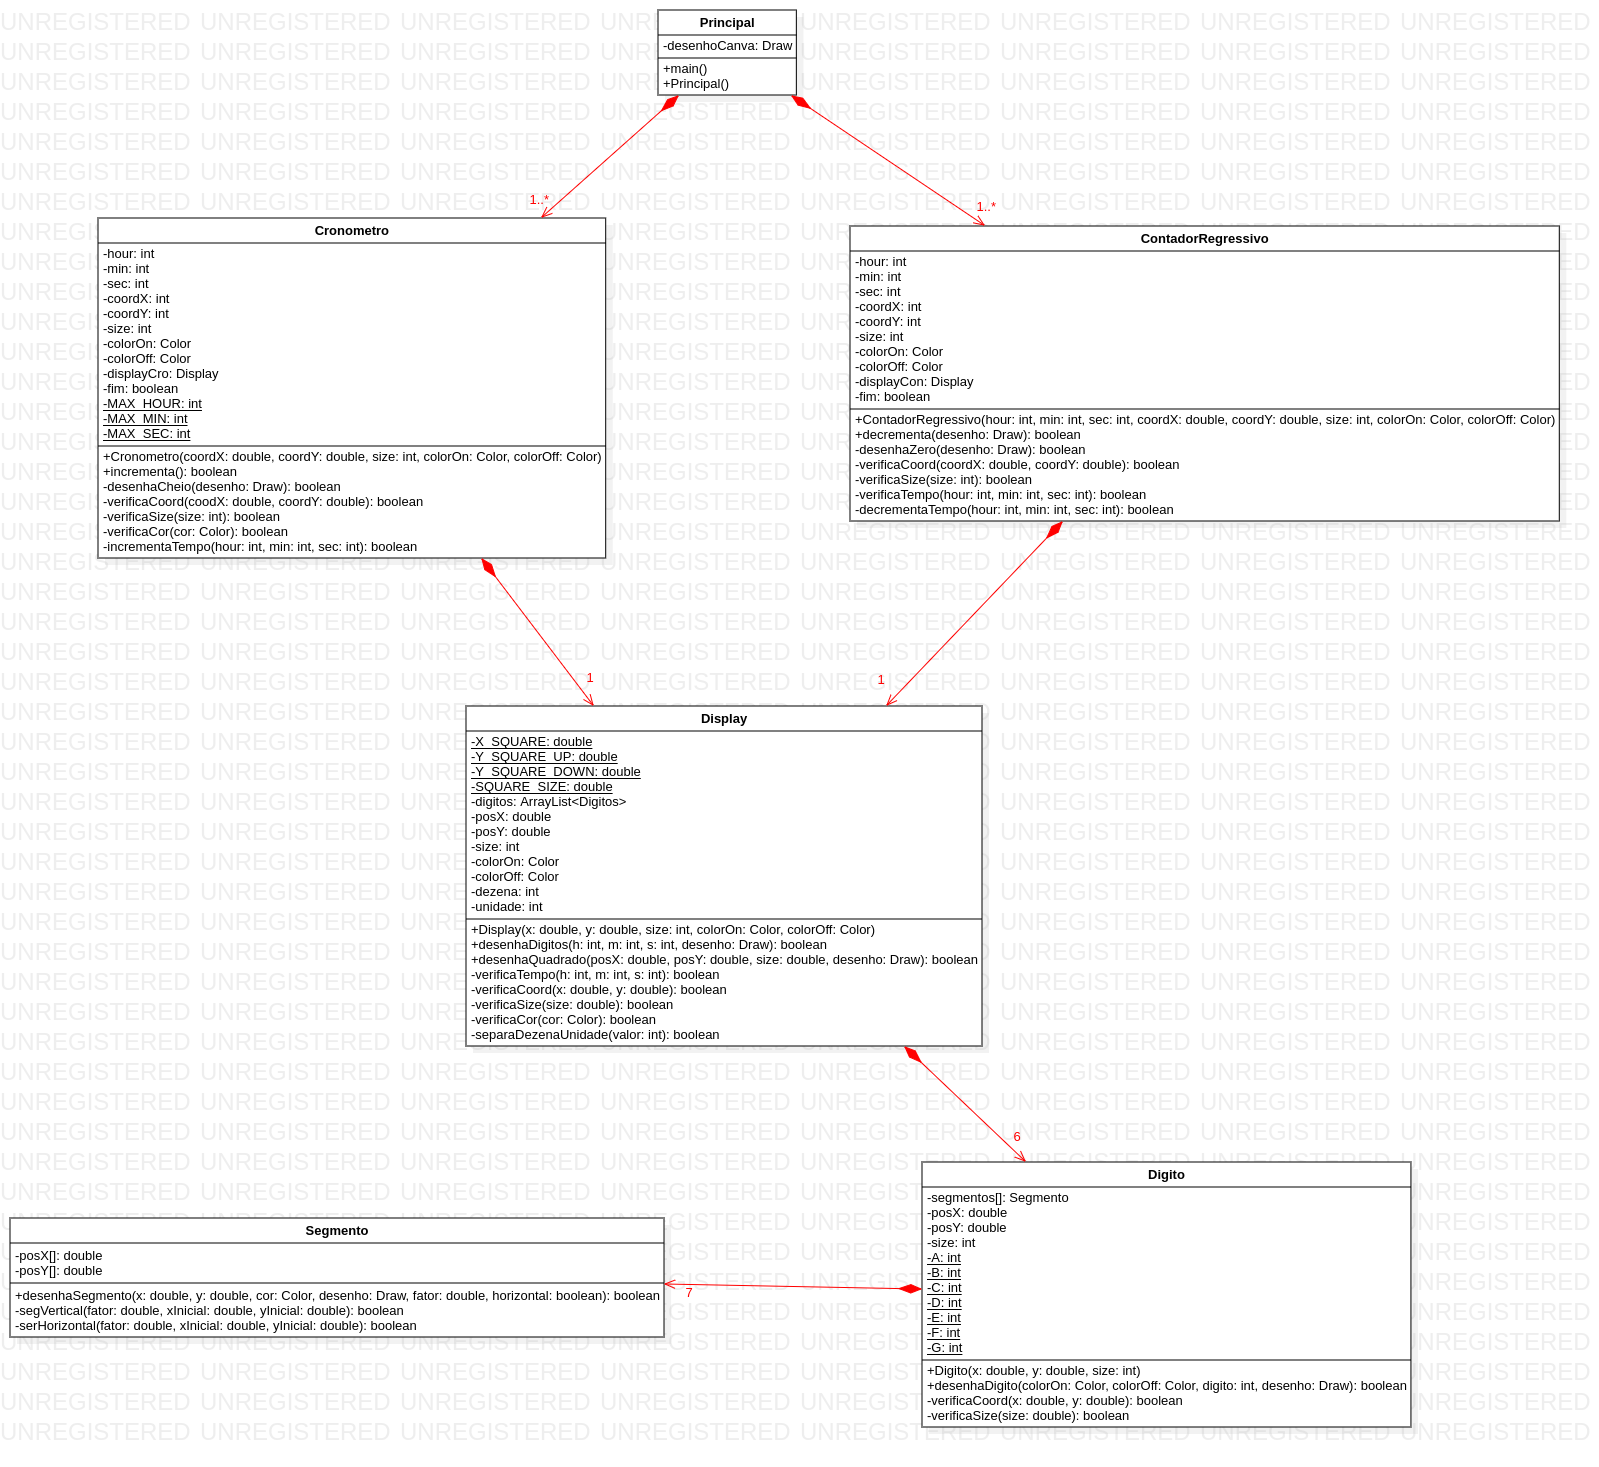 Principal
-desenhoCanva: Draw
+main()
+Principal()
1..*
1..*
Cronometro
-hour: int
-min: int
-sec: int
-coordX: int
-coordY: int
-size: int
-colorOn: Color
-colorOff: Color
-displayCro: Display
-fim: boolean
-MAX_HOUR: int
-MAX_MIN: int
-MAX_SEC: int
+Cronometro(coordX: double, coordY: double, size: int, colorOn: Color, colorOff: Color)
+incrementa(): boolean
-desenhaCheio(desenho: Draw): boolean
-verificaCoord(coodX: double, coordY: double): boolean
-verificaSize(size: int): boolean
-verificaCor(cor: Color): boolean
-incrementaTempo(hour: int, min: int, sec: int): boolean
ContadorRegressivo
-hour: int
-min: int
-sec: int
-coordX: int
-coordY: int
-size: int
-colorOn: Color
-colorOff: Color
-displayCon: Display
-fim: boolean
+ContadorRegressivo(hour: int, min: int, sec: int, coordX: double, coordY: double, size: int, colorOn: Color, colorOff: Color)
+decrementa(desenho: Draw): boolean
-desenhaZero(desenho: Draw): boolean
-verificaCoord(coordX: double, coordY: double): boolean
-verificaSize(size: int): boolean
-verificaTempo(hour: int, min: int, sec: int): boolean
-decrementaTempo(hour: int, min: int, sec: int): boolean
1
1
Display
-X_SQUARE: double
-Y_SQUARE_UP: double
-Y_SQUARE_DOWN: double
-SQUARE_SIZE: double
-digitos: ArrayList<Digitos>
-posX: double
-posY: double
-size: int
-colorOn: Color
-colorOff: Color
-dezena: int
-unidade: int
+Display(x: double, y: double, size: int, colorOn: Color, colorOff: Color)
+desenhaDigitos(h: int, m: int, s: int, desenho: Draw): boolean
+desenhaQuadrado(posX: double, posY: double, size: double, desenho: Draw): boolean
-verificaTempo(h: int, m: int, s: int): boolean
-verificaCoord(x: double, y: double): boolean
-verificaSize(size: double): boolean
-verificaCor(cor: Color): boolean
-separaDezenaUnidade(valor: int): boolean
6
Digito
-segmentos[]: Segmento
-posX: double
-posY: double
-size: int
-A: int
-B: int
-C: int
-D: int
-E: int
-F: int
-G: int
+Digito(x: double, y: double, size: int)
+desenhaDigito(colorOn: Color, colorOff: Color, digito: int, desenho: Draw): boolean
-verificaCoord(x: double, y: double): boolean
-verificaSize(size: double): boolean
7
Segmento
-posX[]: double
-posY[]: double
+desenhaSegmento(x: double, y: double, cor: Color, desenho: Draw, fator: double, horizontal: boolean): boolean
-segVertical(fator: double, xInicial: double, yInicial: double): boolean
-serHorizontal(fator: double, xInicial: double, yInicial: double): boolean
UNREGISTERED